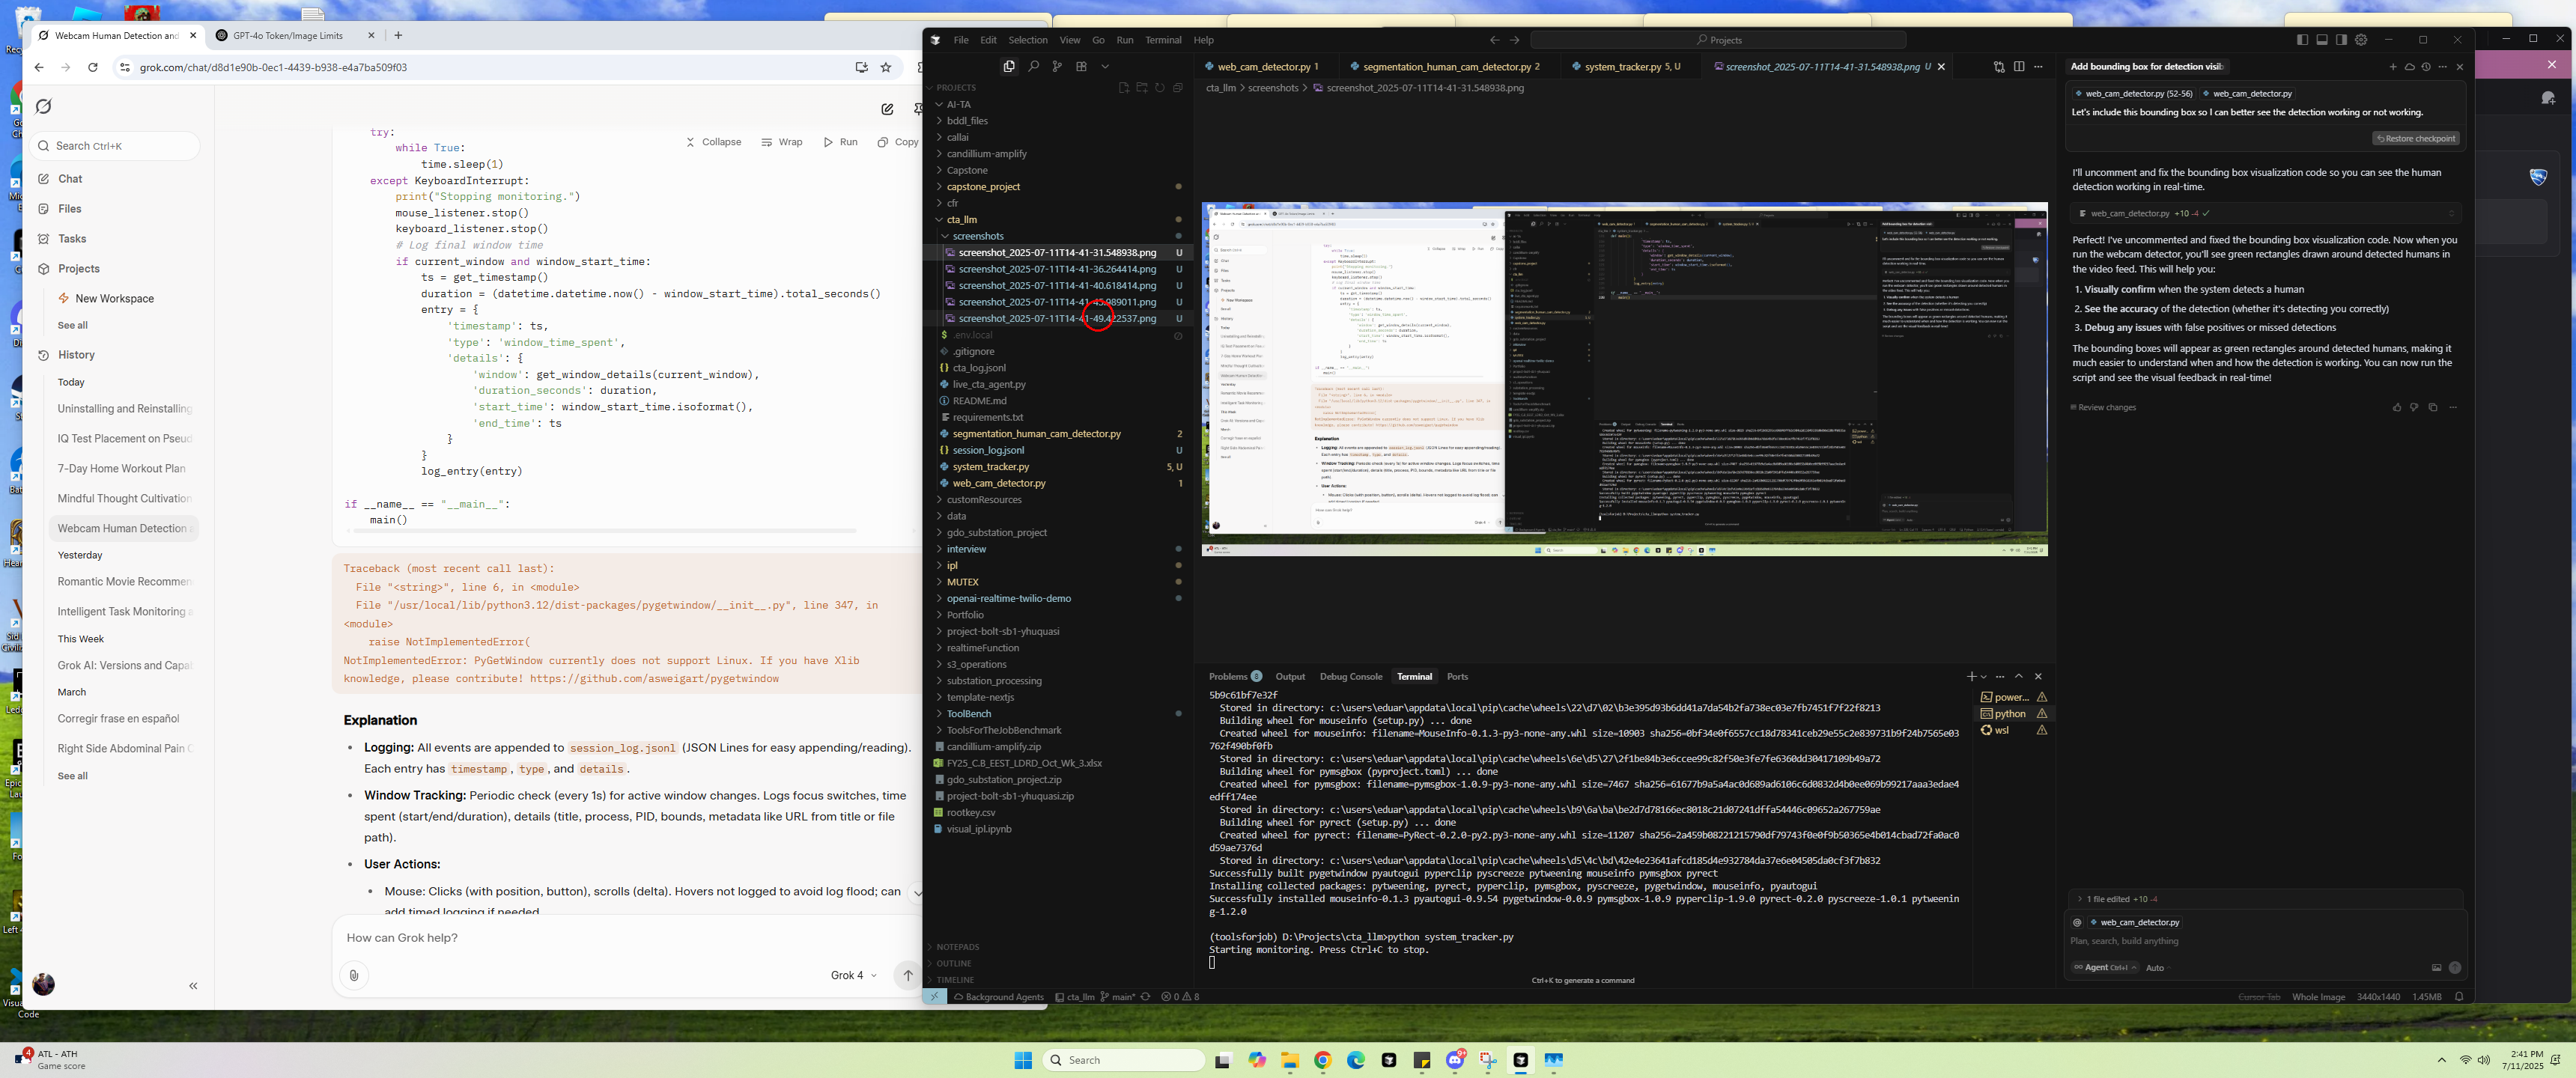 Webcam Human Detection and
GPT-4o Token/Image Limits
grok.com/chat/d8d1e90b-0ec1-4439-b938-e4a7ba509f03
Search Ctrl+K
Chat
Files
Tasks
Projects
New Workspace
See all
History
Today
Uninstalling and Reinstalling
IQ Test Placement on Pseud
7-Day Home Workout Plan
Mindful Thought Cultivation
Webcam Human Detection a
Yesterday
Romantic Movie Recommen
Intelligent Task Monitoring a
This Week
Grok AI: Versions and Capal
March
Corregir frase en español
Right Side Abdominal Pain C
See all
Collapse Wrap Run Copy
try:
while True:
time.sleep(1)
except KeyboardInterrupt:
print("Stopping monitoring.")
mouse_listener.stop()
keyboard_listener.stop()
# Log final window time
if current_window and window_start_time:
ts = get_timestamp()
duration = (datetime.datetime.now() - window_start_time).total_seconds()
entry = {
'timestamp': ts,
'type': 'window_time_spent',
'details': {
'window': get_window_details(current_window),
'duration_seconds': duration,
'start_time': window_start_time.isoformat(),
'end_time': ts
}
}
log_entry(entry)
if __name__ == "__main__":
main()
Traceback (most recent call last):
File "<string>", line 6, in <module>
File "/usr/local/lib/python3.12/dist-packages/pygetwindow/__init__.py", line 347, in
<module>
raise NotImplementedError(
NotImplementedError: PyGetWindow currently does not support Linux. If you have Xlib
knowledge, please contribute! https://github.com/asweigart/pygetwindow
Explanation
• Logging: All events are appended to session_log.jsonl (JSON Lines for easy appending/reading).
Each entry has timestamp, type, and details.
• Window Tracking: Periodic check (every 1s) for active window changes. Logs focus switches, time
spent (start/end/duration), details (title, process, PID, bounds, metadata like URL from title or file
path).
• User Actions:
• Mouse: Clicks (with position, button), scrolls (delta). Hovers not logged to avoid log flood; can
add timed logging if needed.
How can Grok help?
Grok 4
File Edit Selection View Go Run Terminal Help
Projects
PROJECTS
AI-TA
bddl_files
callai
candillium-amplify
Capstone
capstone_project
cfr
cta_llm
screenshots
screenshot_2025-07-11T14-41-31.548938.png U
screenshot_2025-07-11T14-41-36.264414.png U
screenshot_2025-07-11T14-41-40.618414.png U
screenshot_2025-07-11T14-41-45.989011.png U
screenshot_2025-07-11T14-41-49.422537.png U
.env.local
.gitignore
cta_log.jsonl
live_cta_agent.py
README.md
requirements.txt
segmentation_human_cam_detector.py 2
session_log.jsonl U
system_tracker.py 5, U
web_cam_detector.py 1
customResources
data
gdo_substation_project
interview
ipl
MUTEX
openai-realtime-twilio-demo
Portfolio
project-bolt-sb1-yhuquasi
realtimeFunction
s3_operations
substation_processing
template-nextjs
ToolBench
ToolsForTheJobBenchmark
candillium-amplify.zip
FY25_C.B_EEST_LDRD_Oct_Wk_3.xlsx
gdo_substation_project.zip
project-bolt-sb1-yhuquasi.zip
rootkey.csv
visual_ipl.ipynb
NOTEPADS
OUTLINE
TIMELINE
web_cam_detector.py 1
segmentation_human_cam_detector.py 2
system_tracker.py 5, U
screenshot_2025-07-11T14-41-31.548938.png U
cta_llm > screenshots > screenshot_2025-07-11T14-41-31.548938.png
Problems 8 Output Debug Console Terminal Ports
5b9c61bf7e32f
Stored in directory: c:\users\eduar\appdata\local\pip\cache\wheels\22\d7\02\b3e395d93b6dd41a7da54b2fa738ec03e7fb7451f7f22f8213
Building wheel for mouseinfo (setup.py) ... done
Created wheel for mouseinfo: filename=MouseInfo-0.1.3-py3-none-any.whl size=10903 sha256=0bf34e0f6557cc18d78341ceb29e55c2e839731b9f24b7565e03
762f490bf0fb
Stored in directory: c:\users\eduar\appdata\local\pip\cache\wheels\6e\d5\27\2f1be84b3e6ccee99c82f50e3fe7fe6360dd30417109b49a72
Building wheel for pymsgbox (pyproject.toml) ... done
Created wheel for pymsgbox: filename=pymsgbox-1.0.9-py3-none-any.whl size=7467 sha256=61677b9a5a4ac0d689ad6106c6d0832d4b0ee069b99217aaa3edae4
edff174ee
Stored in directory: c:\users\eduar\appdata\local\pip\cache\wheels\b9\6a\ba\be2d7d78166ec8018c21d07241dffa54446c09652a267759ae
Building wheel for pyrect (setup.py) ... done
Created wheel for pyrect: filename=PyRect-0.2.0-py2.py3-none-any.whl size=11207 sha256=2a459b08221215790df79743f0e0f9b50365e4b014cbad72fa0ac0
d59ae7376d
Stored in directory: c:\users\eduar\appdata\local\pip\cache\wheels\d5\4c\bd\42e4e23641afcd185d4e932784da37e6e04505da0cf3f7b832
Successfully built pygetwindow pyautogui pyperclip pyscreeze pytweening mouseinfo pymsgbox pyrect
Installing collected packages: pytweening, pyrect, pyperclip, pymsgbox, pyscreeze, pygetwindow, mouseinfo, pyautogui
Successfully installed mouseinfo-0.1.3 pyautogui-0.9.54 pygetwindow-0.0.9 pymsgbox-1.0.9 pyperclip-1.9.0 pyrect-0.2.0 pyscreeze-1.0.1 pytweenin
g-1.2.0
(toolsforjob) D:\Projects\cta_llm>python system_tracker.py
Starting monitoring. Press Ctrl+C to stop.
Ctrl+K to generate a command
power...
python
wsl
Add bounding box for detection visib
web_cam_detector.py (52-56) web_cam_detector.py
Let's include this bounding box so I can better see the detection working or not working.
Restore checkpoint
I'll uncomment and fix the bounding box visualization code so you can see the human
detection working in real-time.
web_cam_detector.py +10 -4
Perfect! I've uncommented and fixed the bounding box visualization code. Now when you
run the webcam detector, you'll see green rectangles drawn around detected humans in
the video feed. This will help you:
1. Visually confirm when the system detects a human
2. See the accuracy of the detection (whether it's detecting you correctly)
3. Debug any issues with false positives or missed detections
The bounding boxes will appear as green rectangles around detected humans, making it
much easier to understand when and how the detection is working. You can now run the
script and see the visual feedback in real-time!
Review changes
1 file edited +10 -4
@ web_cam_detector.py
Plan, search, build anything
Agent Ctrl+I Auto
Background Agents cta_llm main* 0 8
Cursor Tab Whole Image 3440x1440 1.45MB
Code
4 ATL - ATH
Game score
Search
9+
2:41 PM
7/11/2025